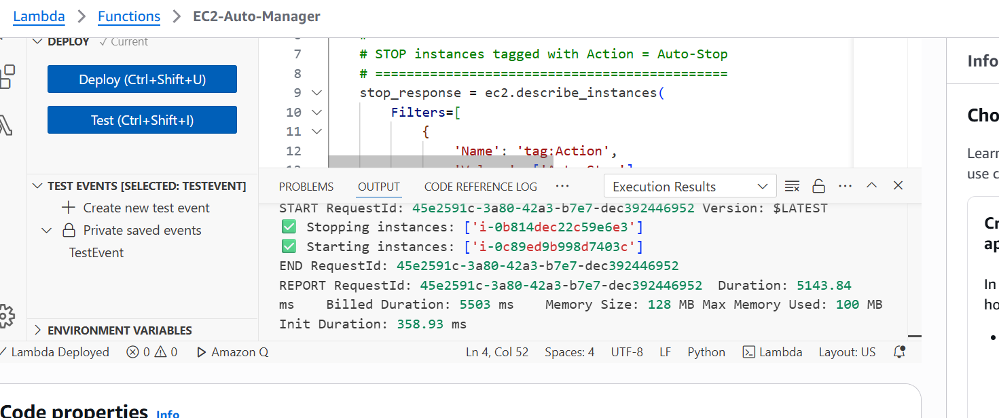 Lambda > Functions > EC2-Auto-Manager
DEPLOY ✓ Current
Deploy (Ctrl+Shift+U)
Test (Ctrl+Shift+I)
TEST EVENTS [SELECTED: TESTEVENT]
+ Create new test event
Private saved events
TestEvent
ENVIRONMENT VARIABLES
7 # STOP instances tagged with Action = Auto-Stop
8 # =============================================
9 stop_response = ec2.describe_instances(
10 Filters=[
11 {
12 'Name': 'tag:Action',
PROBLEMS OUTPUT CODE REFERENCE LOG ··· Execution Results
START RequestId: 45e2591c-3a80-42a3-b7e7-dec392446952 Version: $LATEST
✅ Stopping instances: ['i-0b814dec22c59e6e3']
✅ Starting instances: ['i-0c89ed9b998d7403c']
END RequestId: 45e2591c-3a80-42a3-b7e7-dec392446952
REPORT RequestId: 45e2591c-3a80-42a3-b7e7-dec392446952 Duration: 5143.84
ms Billed Duration: 5503 ms Memory Size: 128 MB Max Memory Used: 100 MB
Init Duration: 358.93 ms
Lambda Deployed 0 0 Amazon Q Ln 4, Col 52 Spaces: 4 UTF-8 LF Python Lambda Layout: US
Code properties Info
Info
In